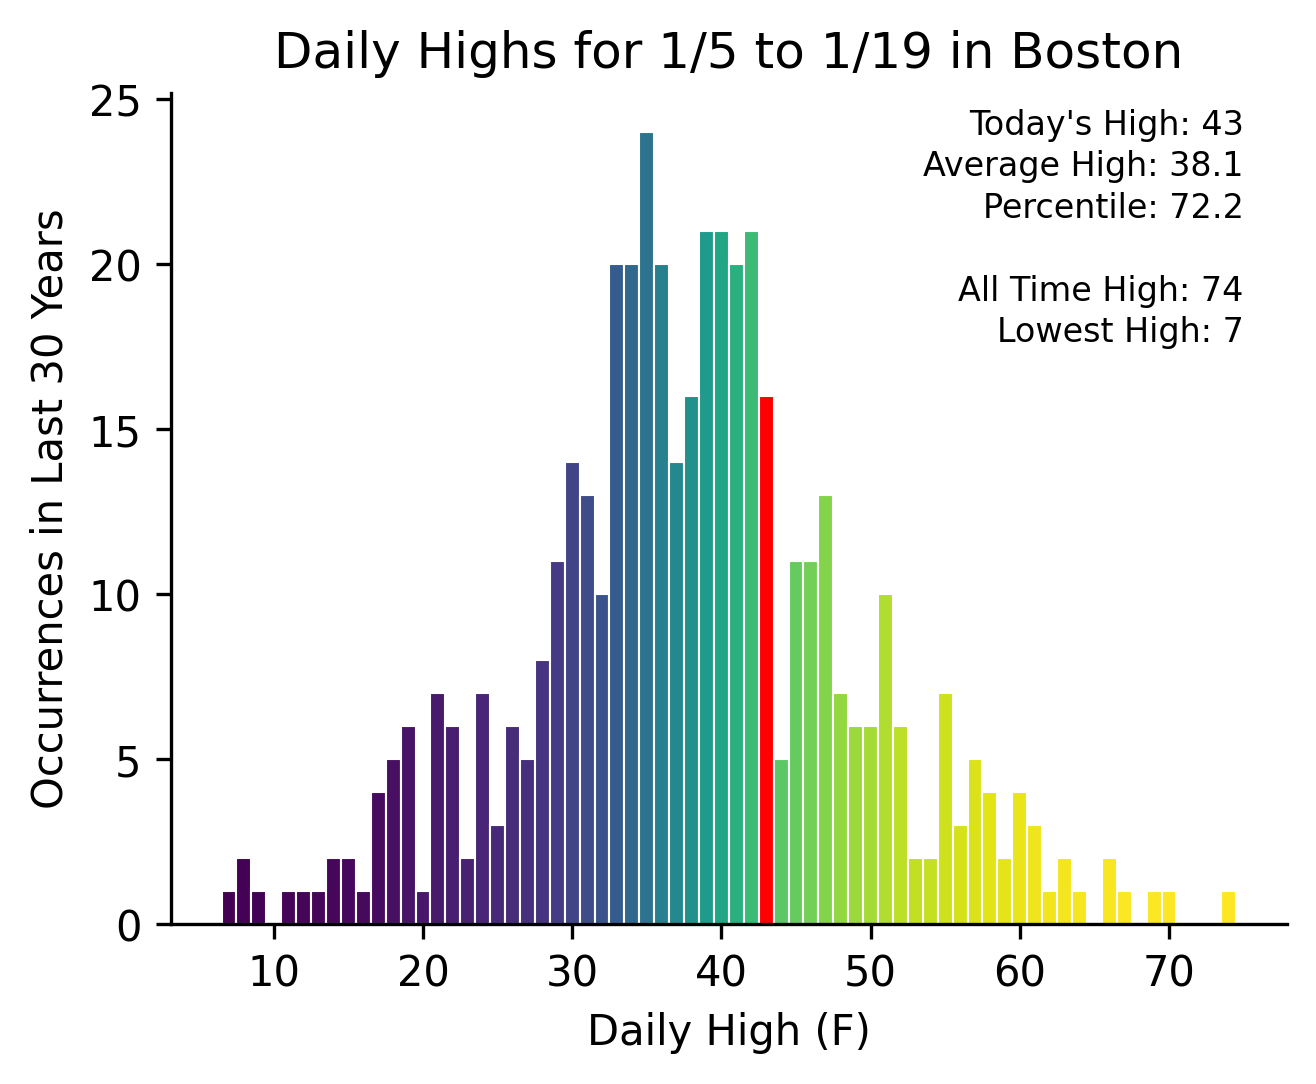 Daily Highs for 1/5 to 1/19 in Boston
Today's High: 43
Average High: 38.1
Percentile: 72.2
All Time High: 74
Lowest High: 7
Occurrences in Last 30 Years
25
20
15
10
5
0
10 20 30 40 50 60 70
Daily High (F)